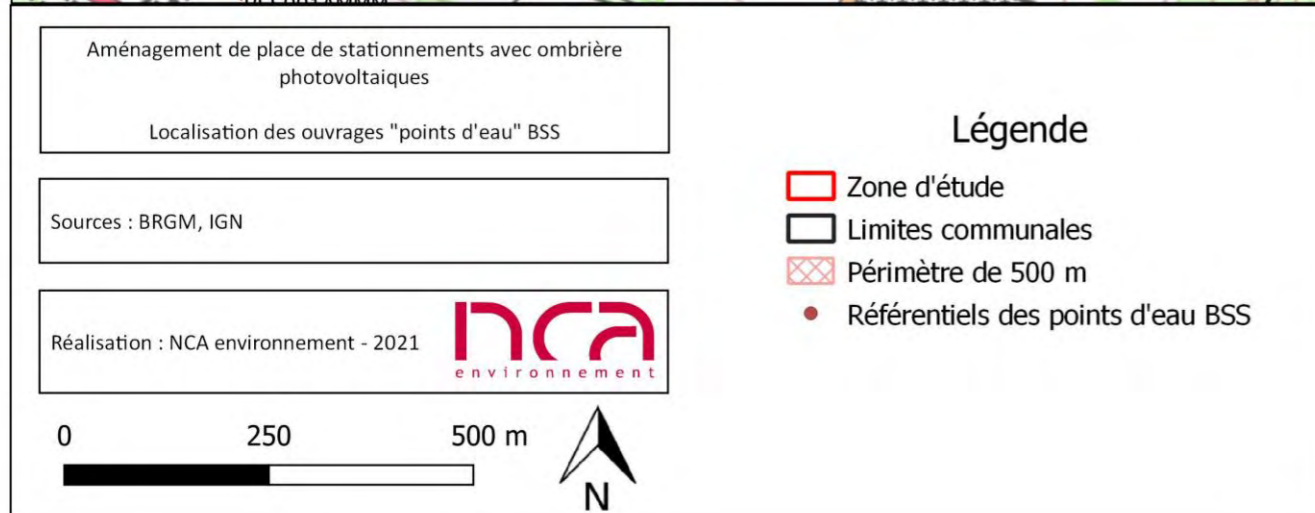 Aménagement de place de stationnements avec ombrière
photovoltaiques
Localisation des ouvrages "points d'eau" BSS
Sources : BRGM, IGN
Réalisation : NCA environnement - 2021
nca
environnement
0 250 500 m
N
Légende
Zone d'étude
Limites communales
Périmètre de 500 m
Référentiels des points d'eau BSS